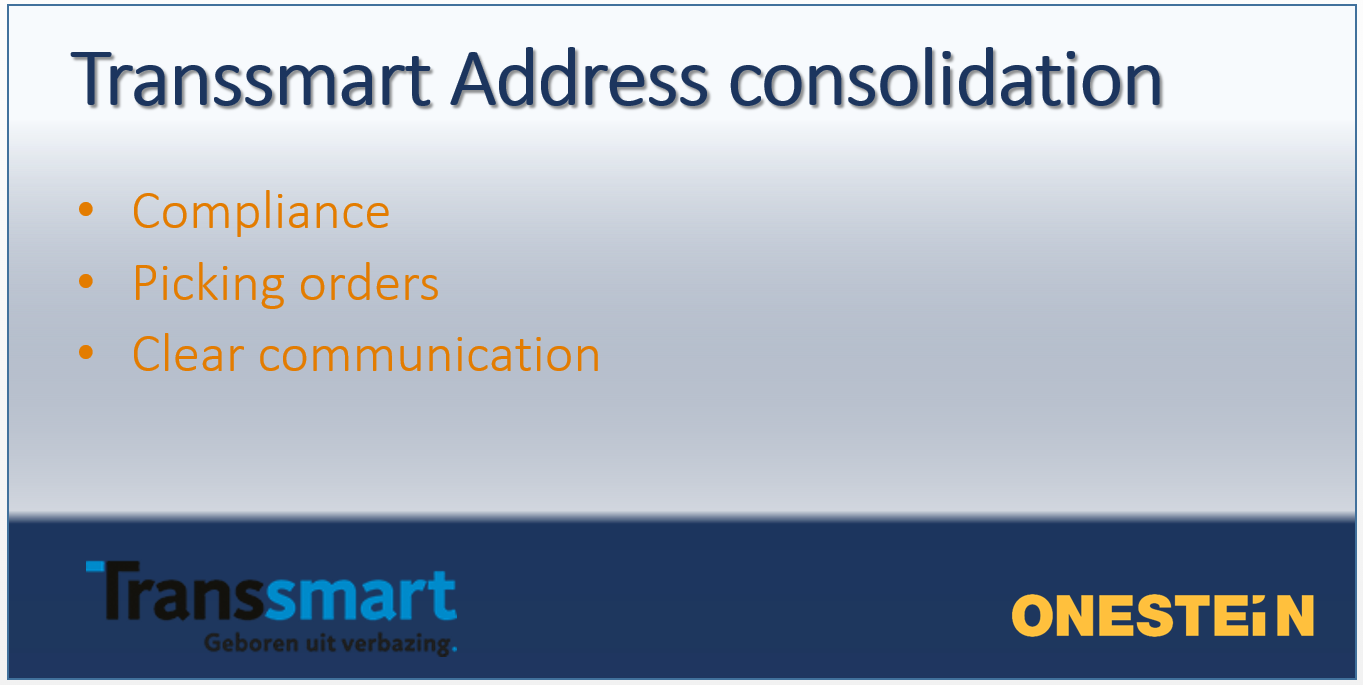 Transsmart Address consolidation
• Compliance
• Picking orders
• Clear communication
Transsmart
Geboren uit verbazing.
ONESTEiN